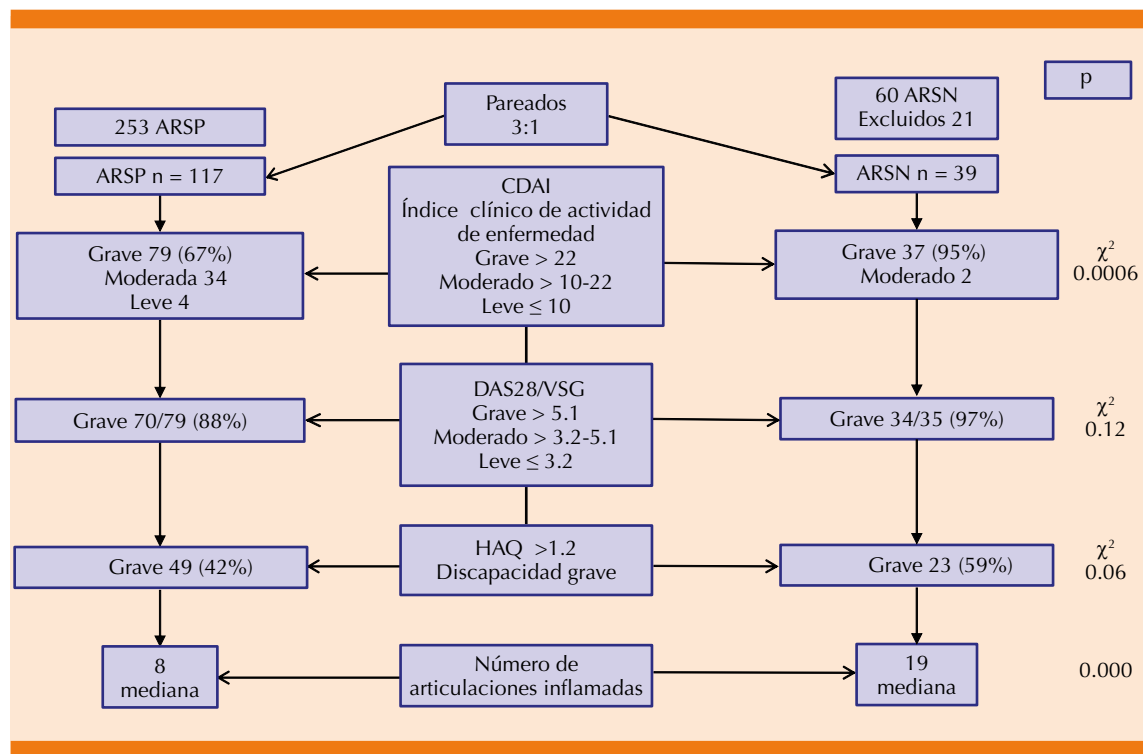 Pareados
3:1
60 ARSN
Excluidos 21
p
253 ARSP
ARSP n = 117
ARSN n = 39
CDAI
Índice clínico de actividad
de enfermedad
Grave > 22
Moderado > 10-22
Leve ≤ 10
Grave 79 (67%)
Moderada 34
Leve 4
Grave 37 (95%)
Moderado 2
χ²
0.0006
DAS28/VSG
Grave > 5.1
Moderado > 3.2-5.1
Leve ≤ 3.2
Grave 70/79 (88%)
Grave 34/35 (97%)
χ²
0.12
HAQ >1.2
Discapacidad grave
Grave 49 (42%)
Grave 23 (59%)
χ²
0.06
8
mediana
Número de
articulaciones inflamadas
19
mediana
0.000